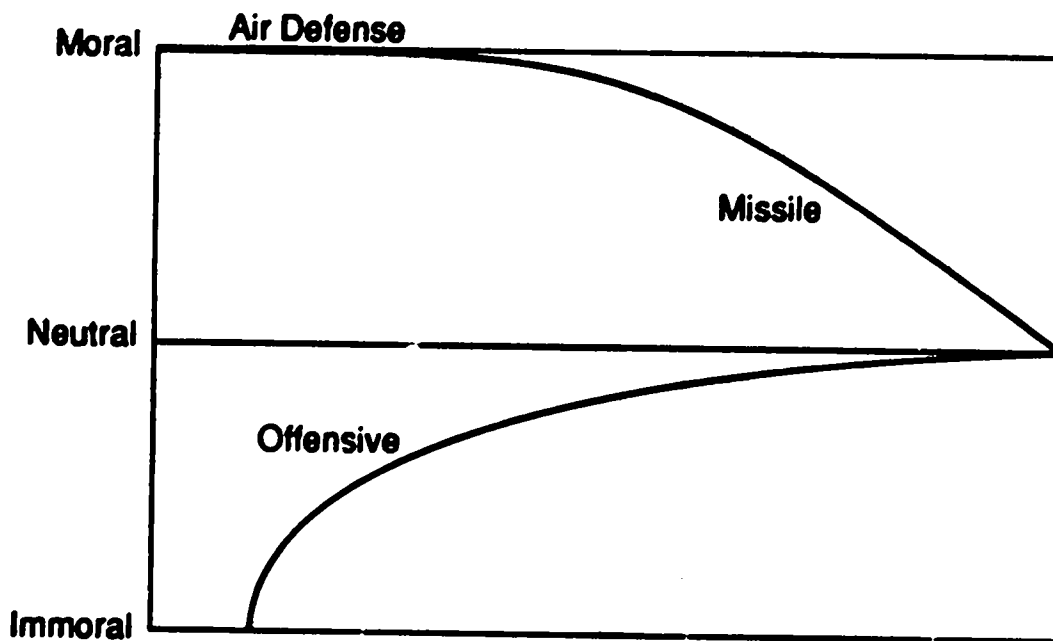 Air Defense
Moral
Missile
Neutral
Offensive
Immoral